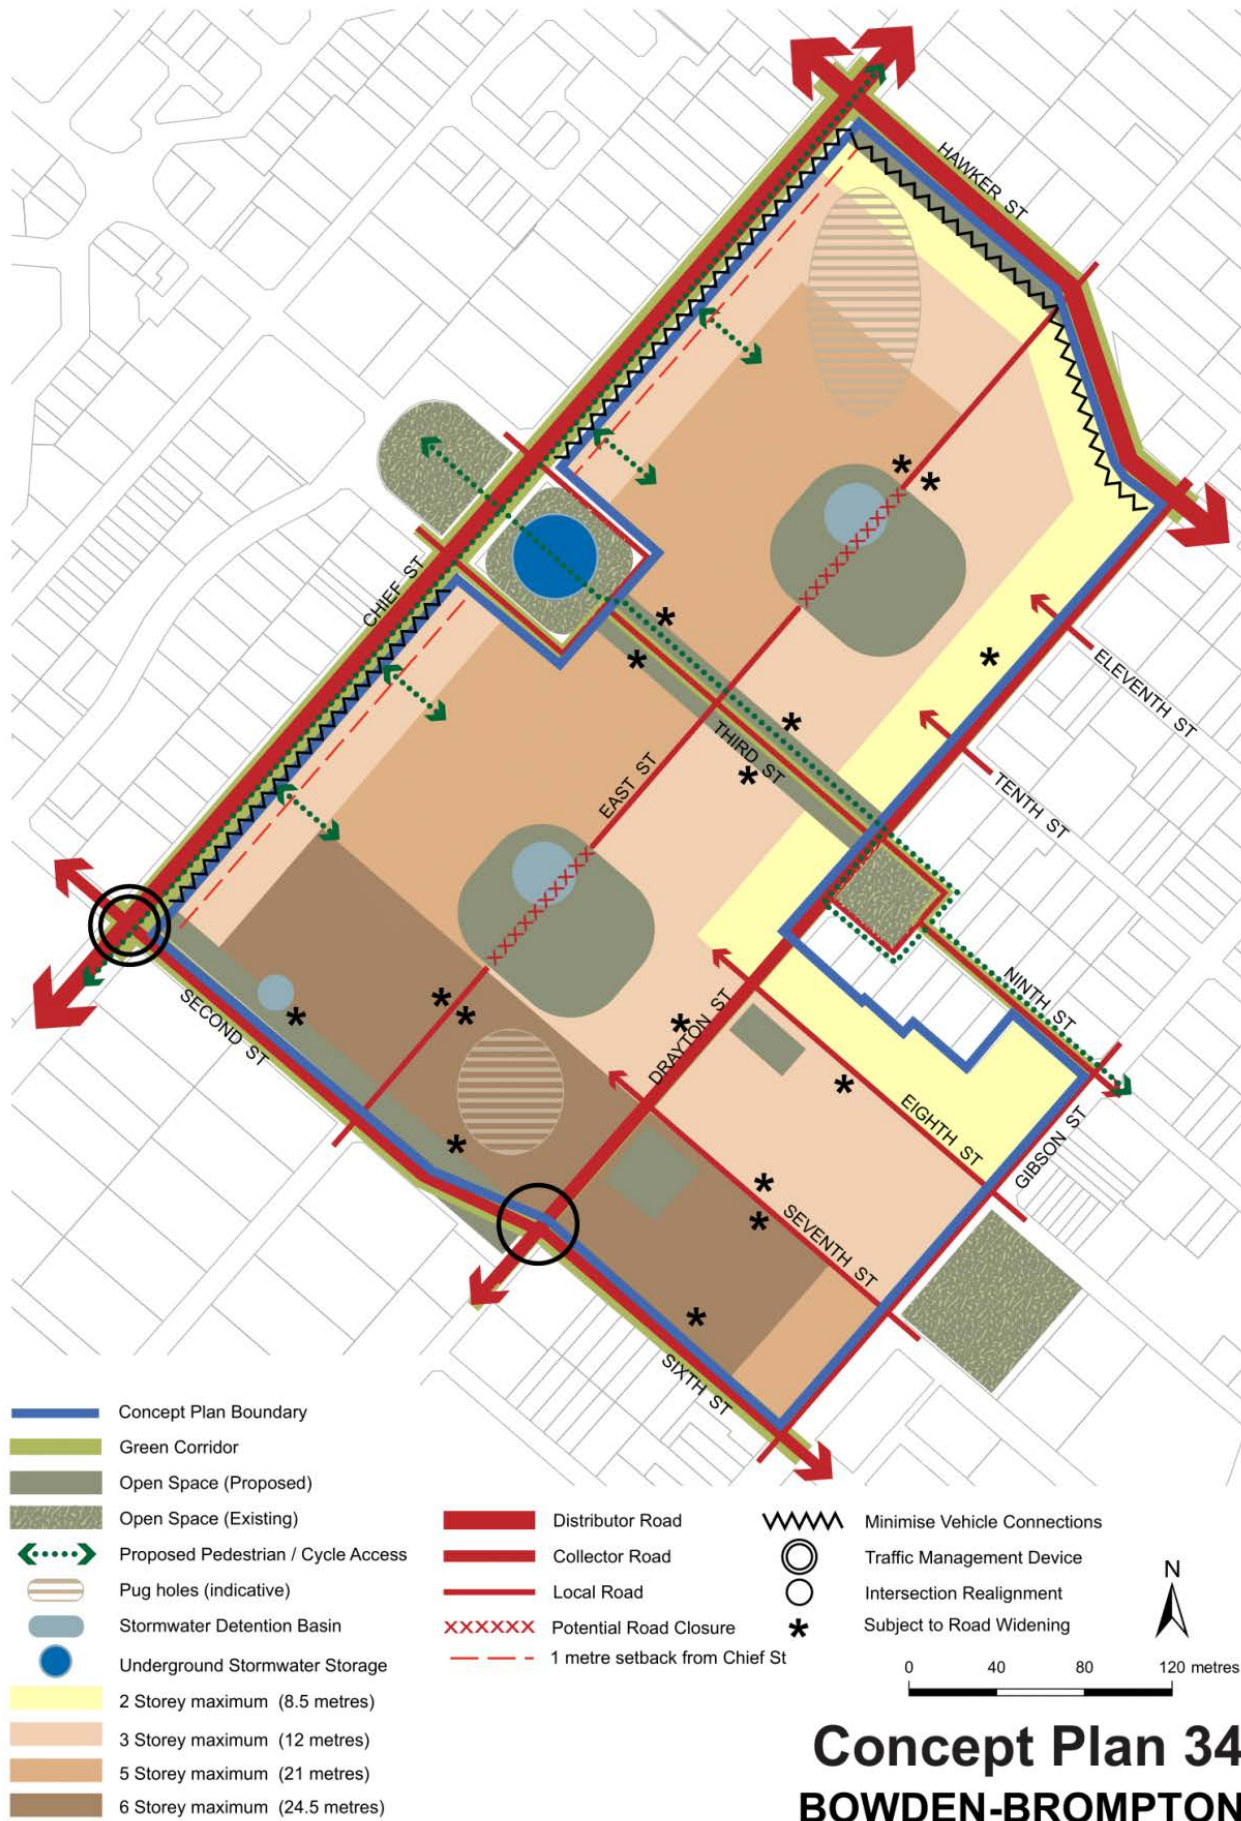 HAWKER ST
CHIEF ST
ELEVENTH ST
THIRD ST
TENTH ST
EAST ST
NINTH ST
SECOND ST
DRAYTON ST
EIGHTH ST
GIBSON ST
SEVENTH ST
SIXTH ST
Concept Plan Boundary
Green Corridor
Open Space (Proposed)
Open Space (Existing)
Proposed Pedestrian / Cycle Access
Pug holes (indicative)
Stormwater Detention Basin
Underground Stormwater Storage
2 Storey maximum (8.5 metres)
3 Storey maximum (12 metres)
5 Storey maximum (21 metres)
6 Storey maximum (24.5 metres)
Distributor Road
Collector Road
Local Road
Potential Road Closure
1 metre setback from Chief St
Minimise Vehicle Connections
Traffic Management Device
Intersection Realignment
Subject to Road Widening
N
0 40 80 120 metres
Concept Plan 34
BOWDEN-BROMPTON